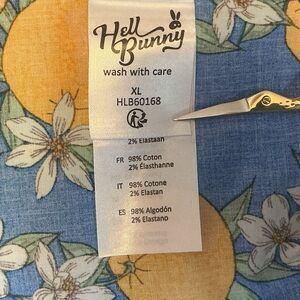 Hell
Bunny
wash with care
XL
HLB60168
2% Elastaan
FR 98% Coton
2% Élasthanne
IT 98% Cotone
2% Elastan
ES 98% Algodón
2% Elastano